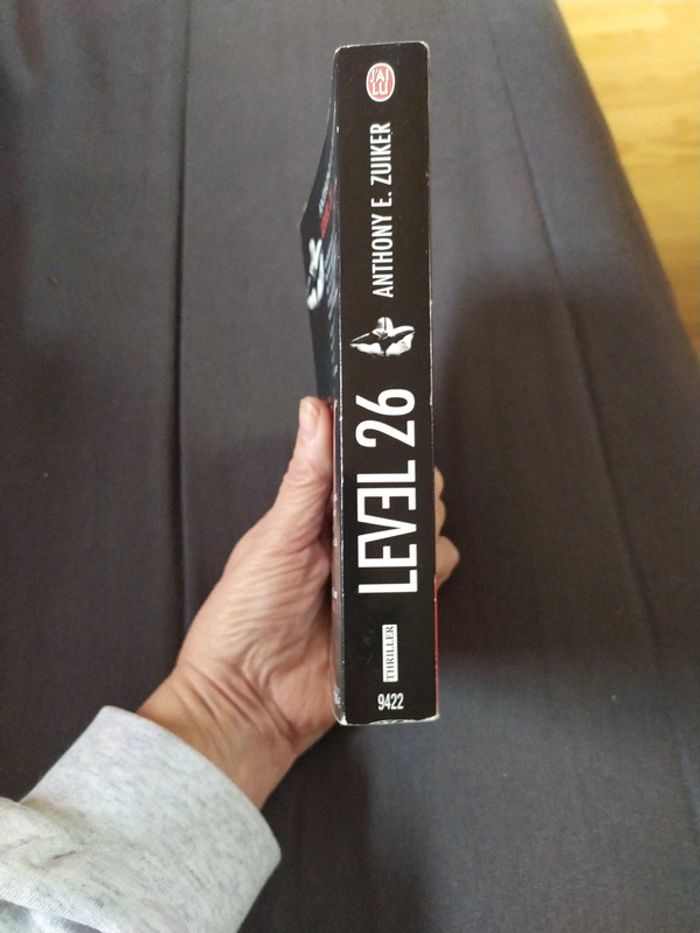 J'AI
LU
ANTHONY E. ZUIKER
LEVEL 26
THRILLER
9422